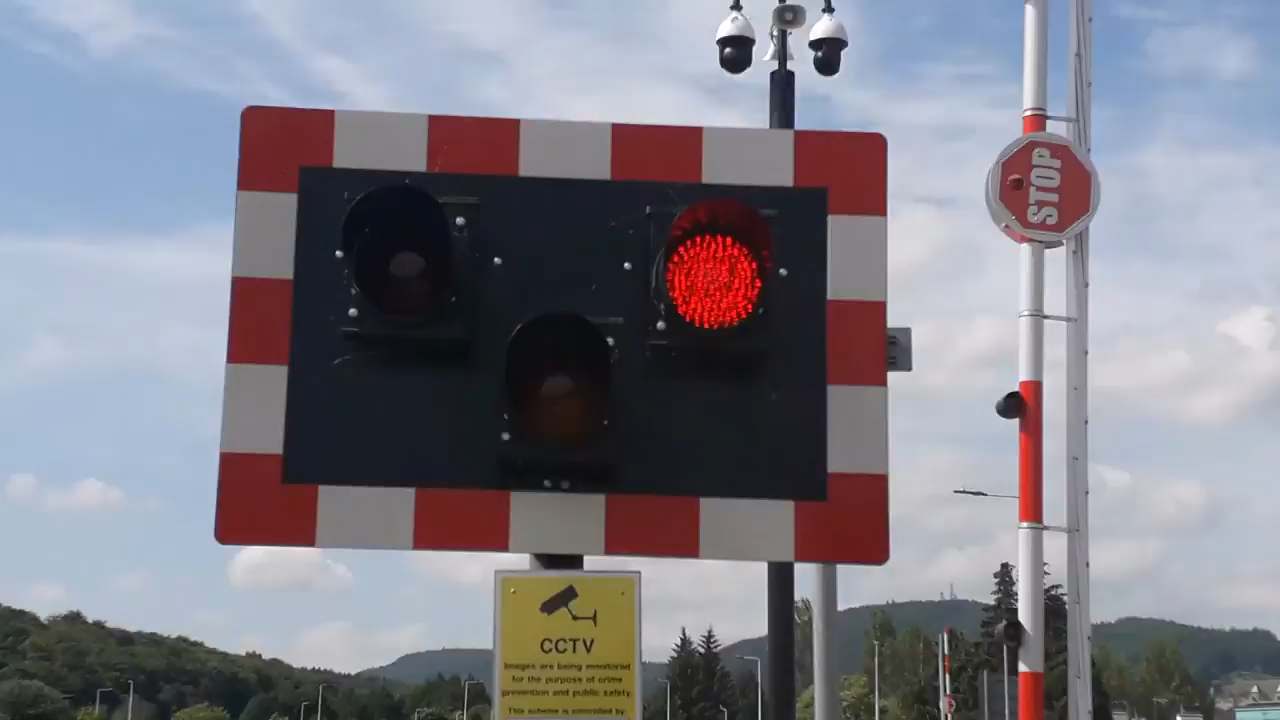 STOP
CCTV
Images are being monitored
for the purpose of crime
prevention and public safety.
This scheme is controlled by